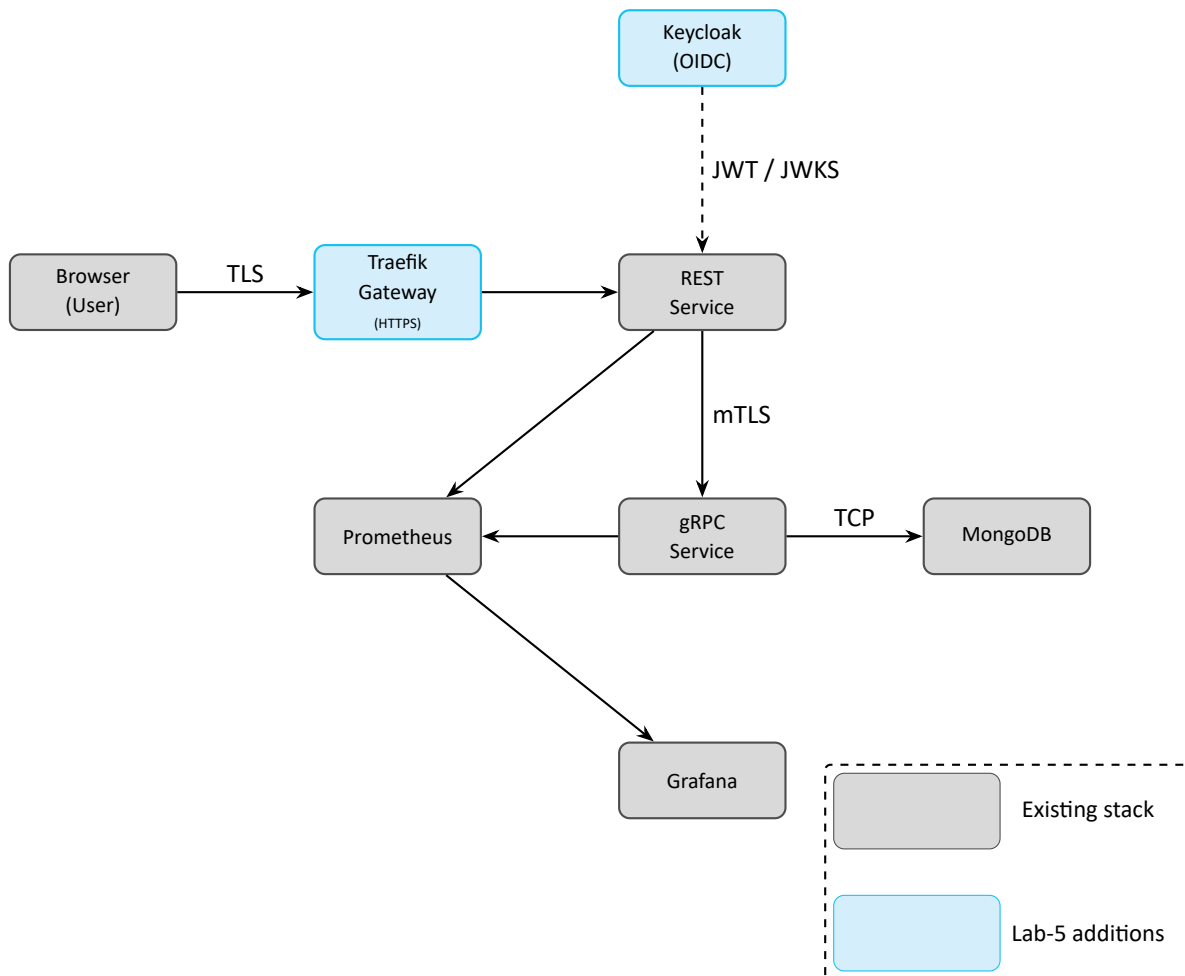 Keycloak
(OIDC)
JWT / JWKS
Browser
(User)
TLS
Traefik
Gateway
(HTTPS)
REST
Service
mTLS
Prometheus
gRPC
Service
TCP
MongoDB
Grafana
Existing stack
Lab-5 additions